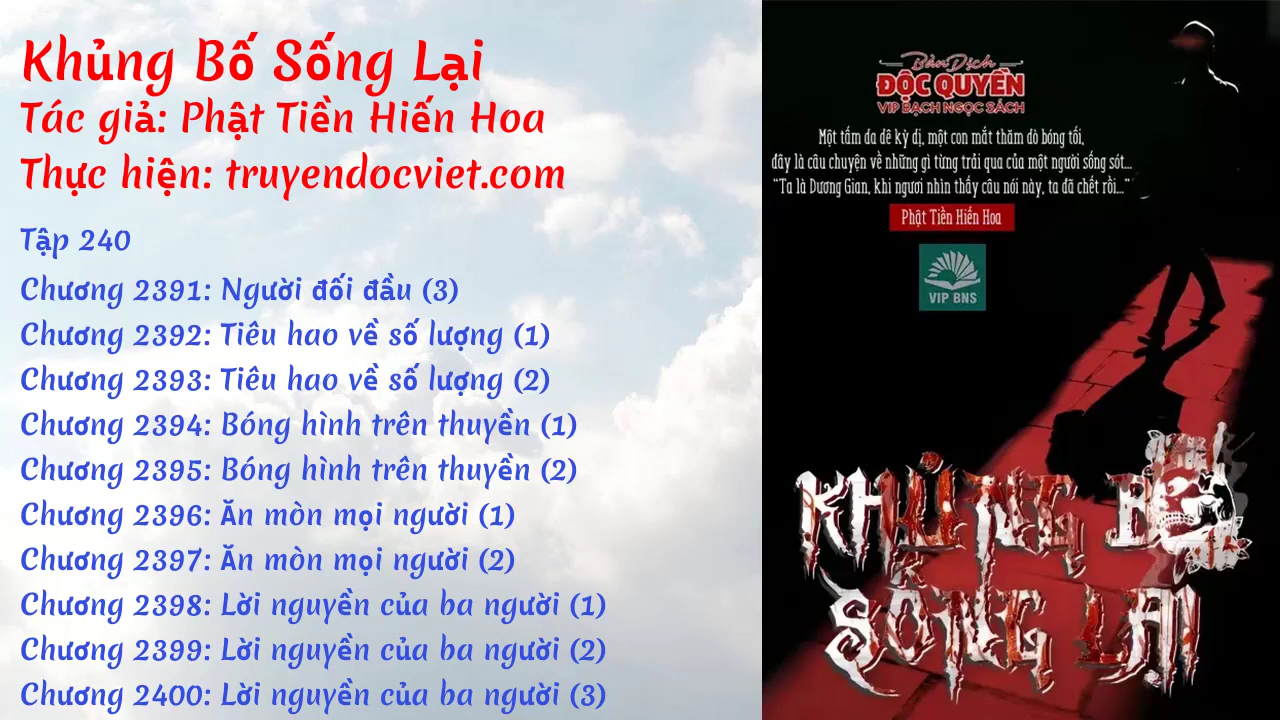 Khủng Bố Sống Lại
Tác giả: Phật Tiền Hiến Hoa
Thực hiện: truyendocviet.com
Tập 240
Chương 2391: Người đối đầu (3)
Chương 2392: Tiêu hao về số lượng (1)
Chương 2393: Tiêu hao về số lượng (2)
Chương 2394: Bóng hình trên thuyền (1)
Chương 2395: Bóng hình trên thuyền (2)
Chương 2396: Ăn mòn mọi người (1)
Chương 2397: Ăn mòn mọi người (2)
Chương 2398: Lời nguyền của ba người (1)
Chương 2399: Lời nguyền của ba người (2)
Chương 2400: Lời nguyền của ba người (3)
Bản Dịch
ĐỘC QUYỀN
VIP BẠCH NGỌC SÁCH
Một tấm da dê kỳ dị, một con mắt thăm dò bóng tối,
đây là câu chuyện về những gì từng trải qua của một người sống sót...
"Ta là Dương Gian, khi ngươi nhìn thấy câu nói này, ta đã chết rồi..."
Phật Tiền Hiến Hoa
VIP BNS
KHỦNG BỐ
SỐNG LẠI